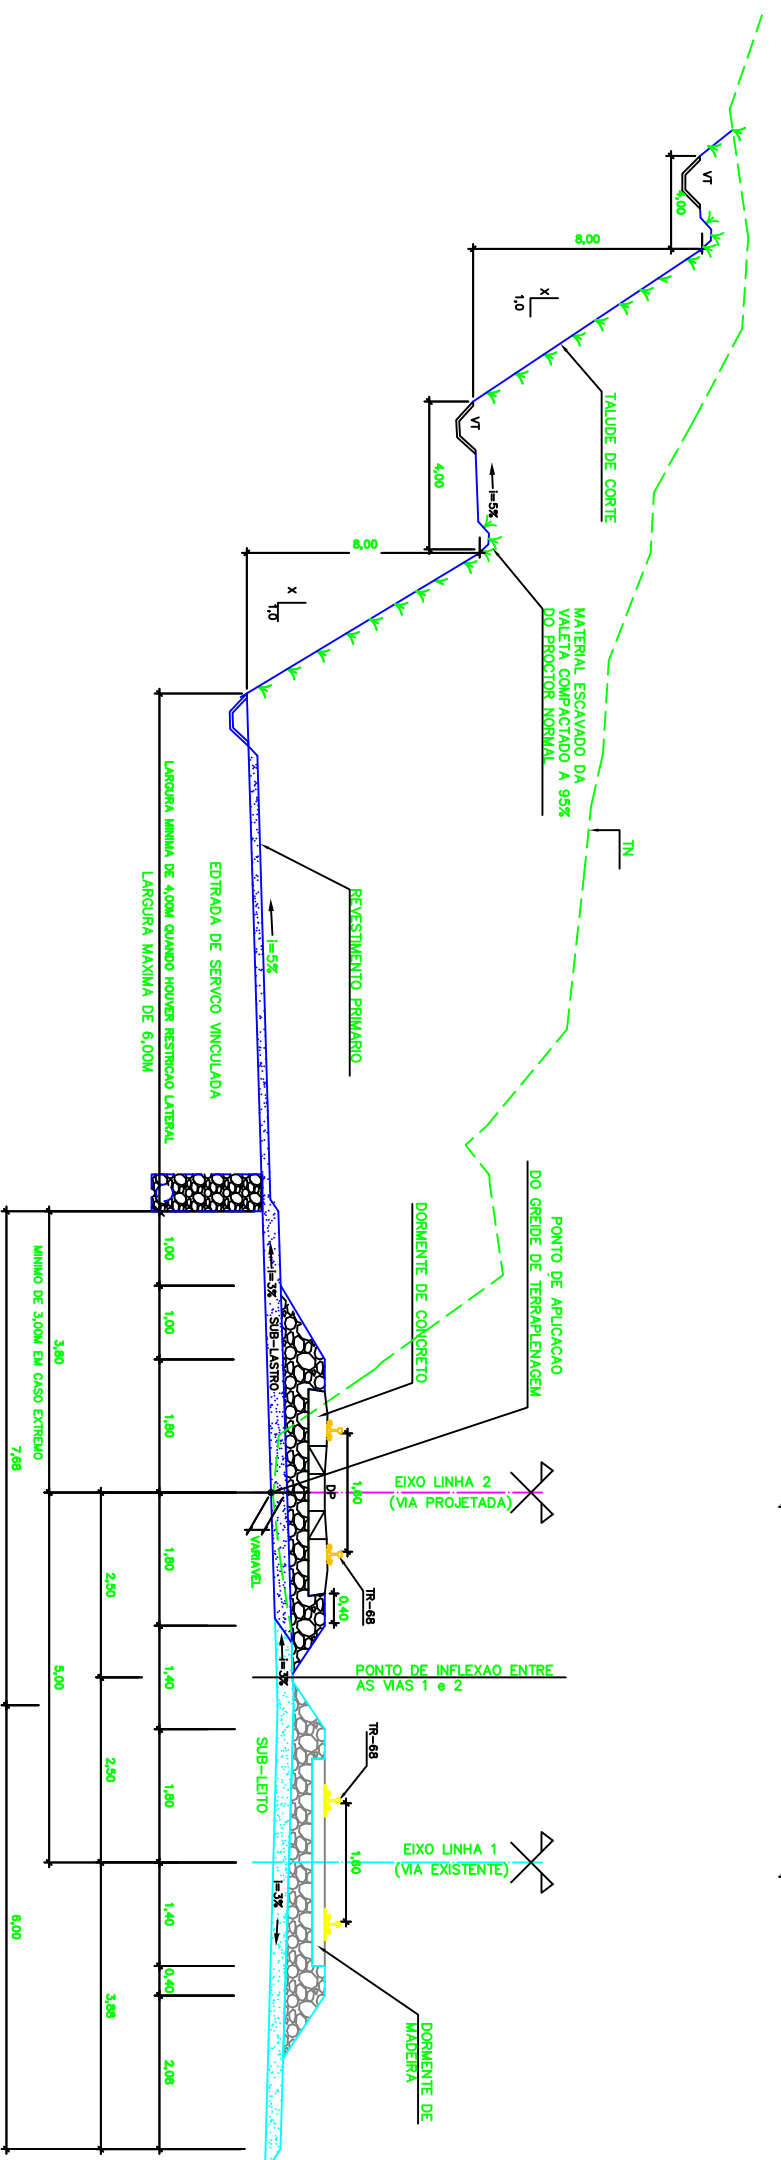 VT
4,00
8,00
X
1,0
TALUDE DE CORTE
VT
4,00
i=5%
8,00
X
1,0
MATERIAL ESCAVADO DA
VALETA COMPACTADO A 95%
DO PROCTOR NORMAL
TN
REVESTIMENTO PRIMARIO
i=5%
EDTRADA DE SERVCO VINCULADA
LARGURA MINIMA DE 4,00M QUANDO HOUVER RESTRICAO LATERAL
LARGURA MAXIMA DE 6,00M
PONTO DE APLICACAO
DO GREIDE DE TERRAPLENAGEM
DORMENTE DE CONCRETO
i=3%
SUB-LASTRO
DP
1,60
EIXO LINHA 2
(VIA PROJETADA)
VARIAVEL
TR-68
0,40
i=3%
PONTO DE INFLEXAO ENTRE
AS VIAS 1 e 2
SUB-LEITO
TR-68
1,60
EIXO LINHA 1
(VIA EXISTENTE)
i=3%
DORMENTE DE
MADEIRA
1,00
1,00
1,80
1,80
1,40
1,80
1,40
0,40
2,06
2,50
2,50
3,86
3,80
MINIMO DE 3,00M EM CASO EXTREMO
5,00
7,66
6,00